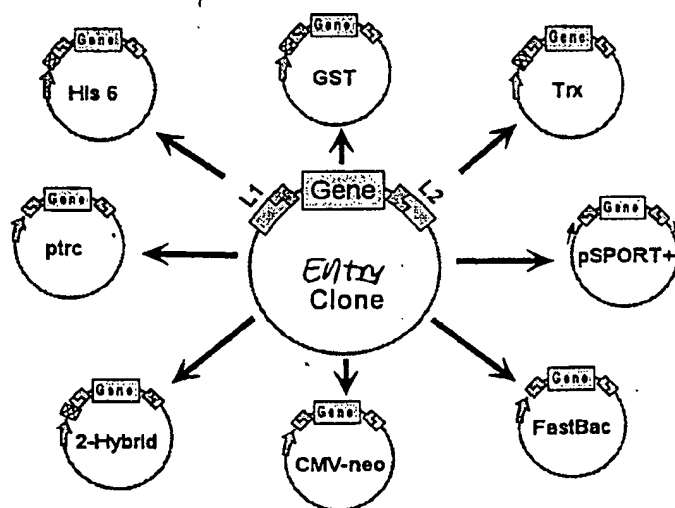 Gene
His 6
Gene
GST
Gene
Trx
L1
Gene
L2
Entry
Clone
Gene
ptrc
Gene
pSPORT+
Gene
2-Hybrid
Gene
CMV-neo
Gene
FastBac